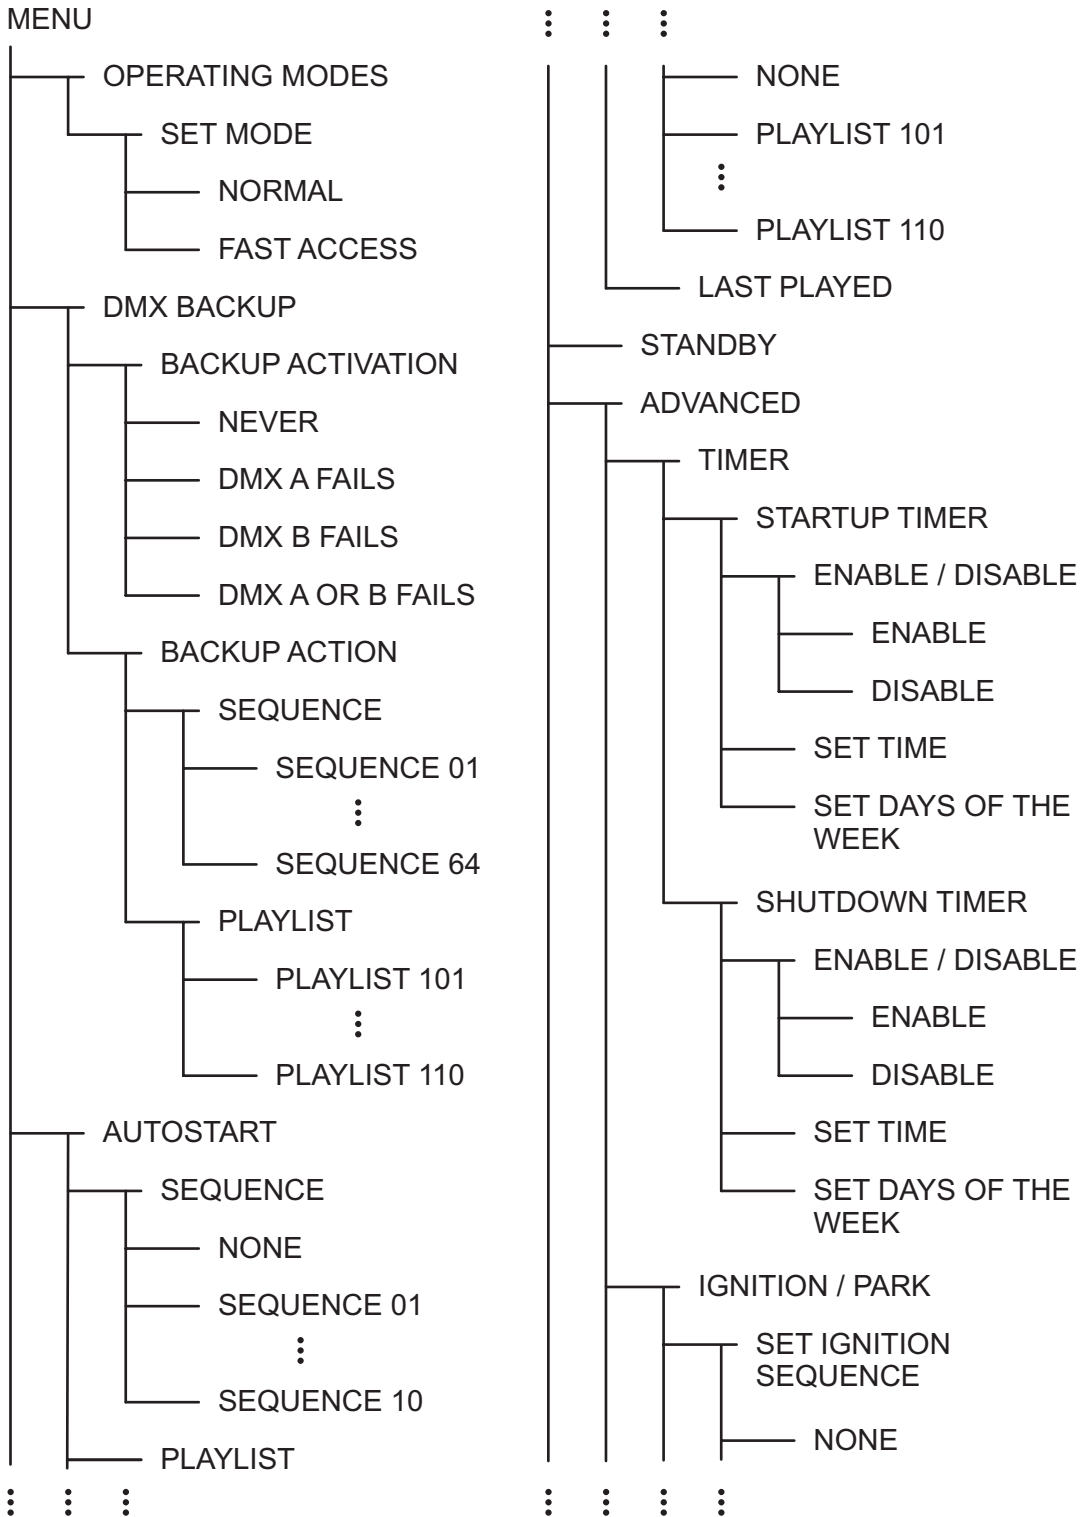 MENU
OPERATING MODES
SET MODE
NORMAL
FAST ACCESS
DMX BACKUP
BACKUP ACTIVATION
NEVER
DMX A FAILS
DMX B FAILS
DMX A OR B FAILS
BACKUP ACTION
SEQUENCE
SEQUENCE 01
SEQUENCE 64
PLAYLIST
PLAYLIST 101
PLAYLIST 110
AUTOSTART
SEQUENCE
NONE
SEQUENCE 01
SEQUENCE 10
PLAYLIST
NONE
PLAYLIST 101
PLAYLIST 110
LAST PLAYED
STANDBY
ADVANCED
TIMER
STARTUP TIMER
ENABLE / DISABLE
ENABLE
DISABLE
SET TIME
SET DAYS OF THE
WEEK
SHUTDOWN TIMER
ENABLE / DISABLE
ENABLE
DISABLE
SET TIME
SET DAYS OF THE
WEEK
IGNITION / PARK
SET IGNITION
SEQUENCE
NONE